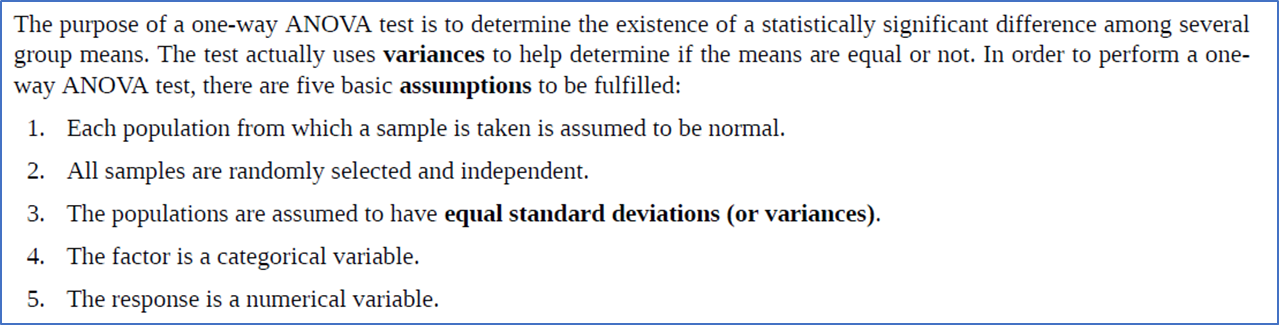 The purpose of a one-way ANOVA test is to determine the existence of a statistically significant difference among several
group means. The test actually uses variances to help determine if the means are equal or not. In order to perform a one-
way ANOVA test, there are five basic assumptions to be fulfilled:
1. Each population from which a sample is taken is assumed to be normal.
2. All samples are randomly selected and independent.
3. The populations are assumed to have equal standard deviations (or variances).
4. The factor is a categorical variable.
5. The response is a numerical variable.